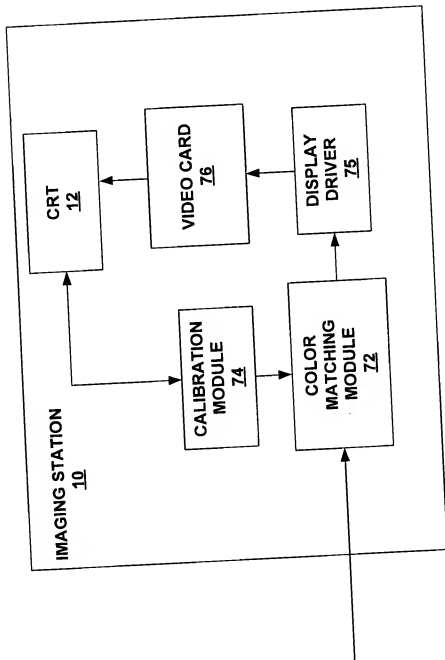 IMAGING STATION
10
CRT
12
VIDEO CARD
76
CALIBRATION
MODULE
74
DISPLAY
DRIVER
75
COLOR
MATCHING
MODULE
72